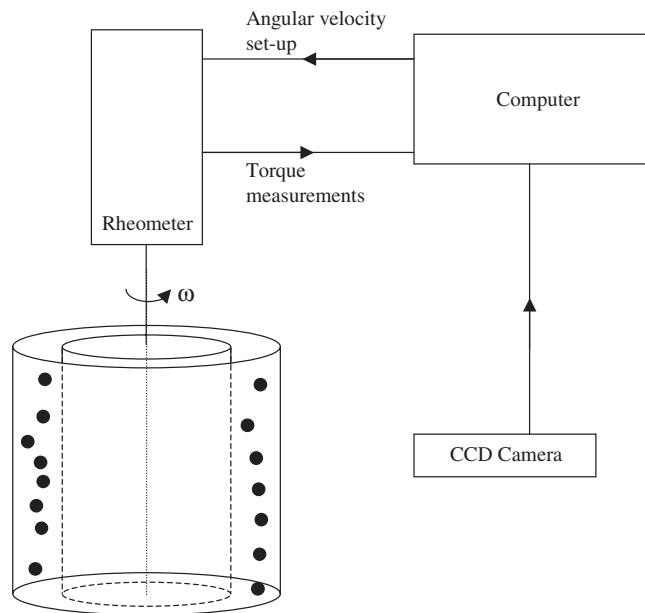 Angular velocity
set-up
Computer
Torque
measurements
Rheometer
ω
CCD Camera